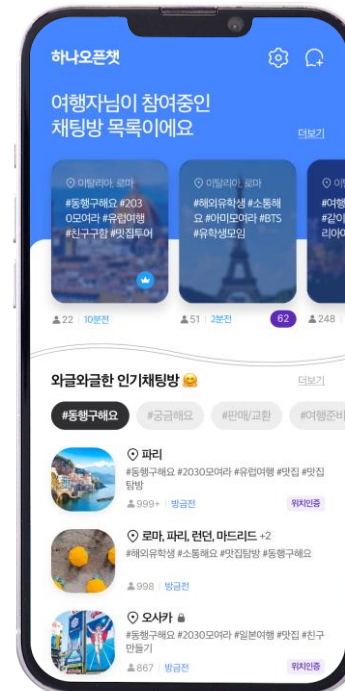 하나오픈챗
여행자님이 참여중인
채팅방 목록이에요
더보기
이탈리아, 로마
#동행구해요 #203
0모여라 #유럽여행
#친구구함 #맛집투어
22 | 10분전
이탈리아, 로마
#해외유학생 #소통해
요 #아미모여라 #BTS
#유학생모임
51 | 2분전
62
#여행
#같이
리아여
248
와글와글한 인기채팅방 🤗
더보기
#동행구해요
#궁금해요
#판매/교환
#여행준비
파리
#동행구해요 #2030모여라 #유럽여행 #맛집 #맛집
탐방
999+ | 방금전
위치인증
로마, 파리, 런던, 마드리드 +2
#해외유학생 #소통해요 #맛집탐방 #동행구해요
998 | 방금전
오사카
#동행구해요 #2030모여라 #일본여행 #맛집 #친구
만들기
867 | 방금전
위치인증